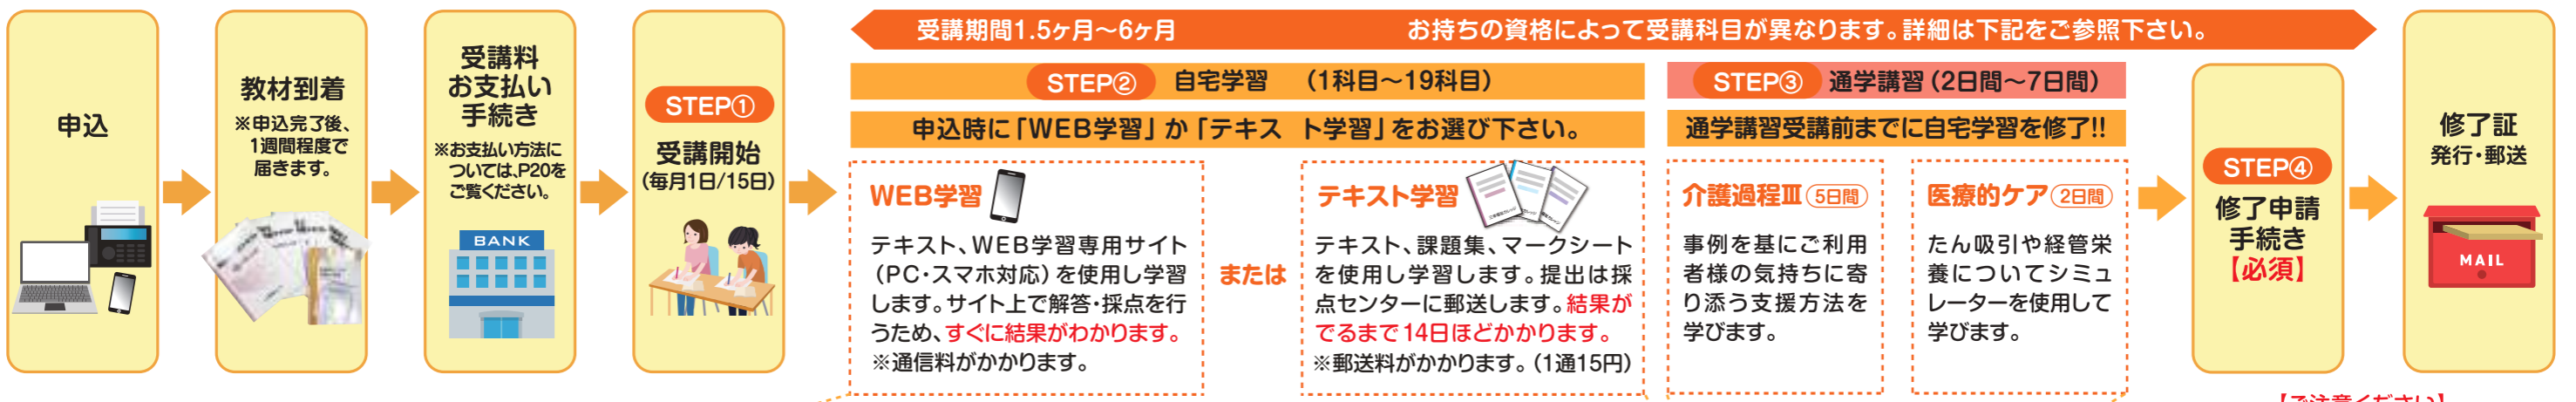 申込
教材到着
※申込完了後、
1週間程度で
届きます。
受講料
お支払い
手続き
※お支払い方法に
ついては、P20を
ご覧ください。
BANK
STEP①
受講開始
(毎月1日/15日)
受講期間1.5ヶ月～6ヶ月 お持ちの資格によって受講科目が異なります。詳細は下記をご参照下さい。
STEP② 自宅学習 (1科目～19科目)
申込時に「WEB学習」か「テキスト学習」をお選び下さい。
WEB学習
テキスト、WEB学習専用サイト
(PC・スマホ対応)を使用し学習
します。サイト上で解答・採点を行
うため、すぐに結果がわかります。
※通信料がかかります。
または
テキスト学習
テキスト、課題集、マークシート
を使用し学習します。提出は採
点センターに郵送します。結果が
でるまで14日ほどかかります。
※郵送料がかかります。(1通15円)
STEP③ 通学講習(2日間～7日間)
通学講習受講前までに自宅学習を修了!!
介護過程Ⅲ 5日間
事例を基にご利用
者様の気持ちに寄
り添う支援方法を
学びます。
医療的ケア 2日間
たん吸引や経管栄
養についてシミュ
レーターを使用して
学びます。
STEP④
修了申請
手続き
【必須】
修了証
発行・郵送
MAIL
【ご注意ください】